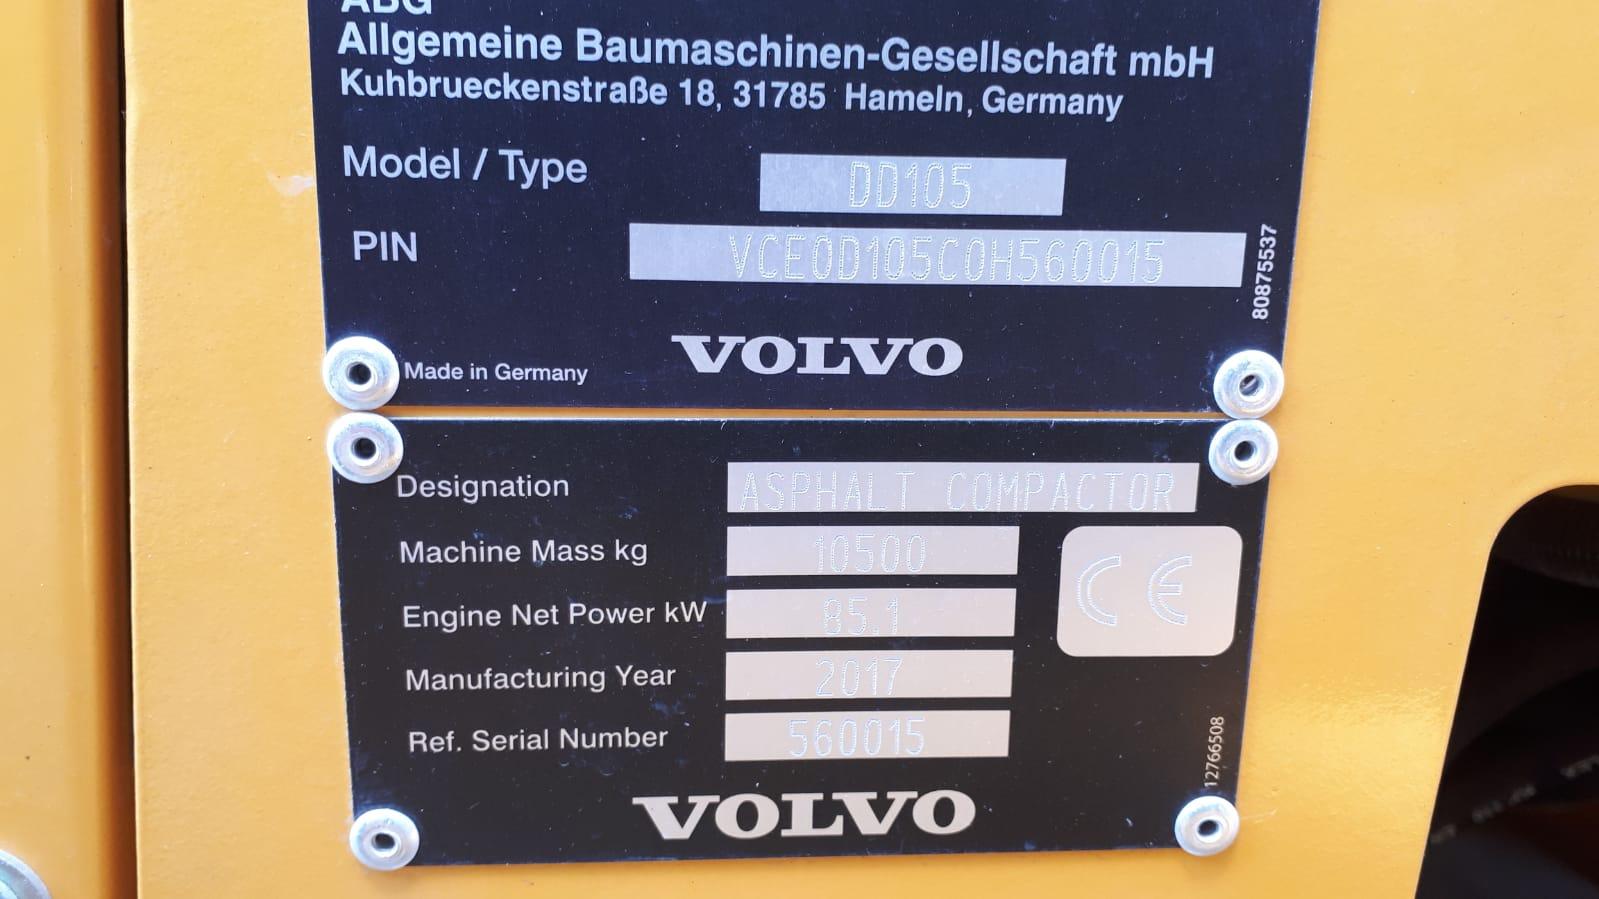 ABG
Allgemeine Baumaschinen-Gesellschaft mbH
Kuhbrueckenstraße 18, 31785 Hameln, Germany
Model / Type DD105
PIN VCE0D105C0H560015
80875537
Made in Germany VOLVO
Designation ASPHALT COMPACTOR
Machine Mass kg 10500
CE
Engine Net Power kW 85.1
Manufacturing Year 2017
Ref. Serial Number 560015
12766508
VOLVO